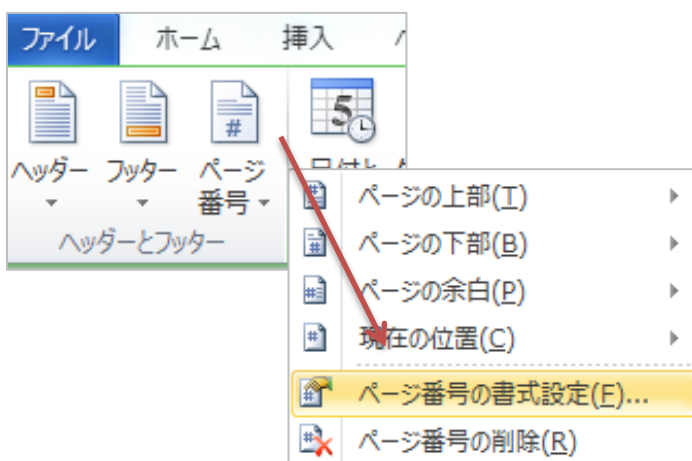 ファイル ホーム 挿入
5
ヘッダー フッター ページ
番号
ヘッダーとフッター
ページの上部(T)
ページの下部(B)
ページの余白(P)
現在の位置(C)
ページ番号の書式設定(F)...
ページ番号の削除(R)